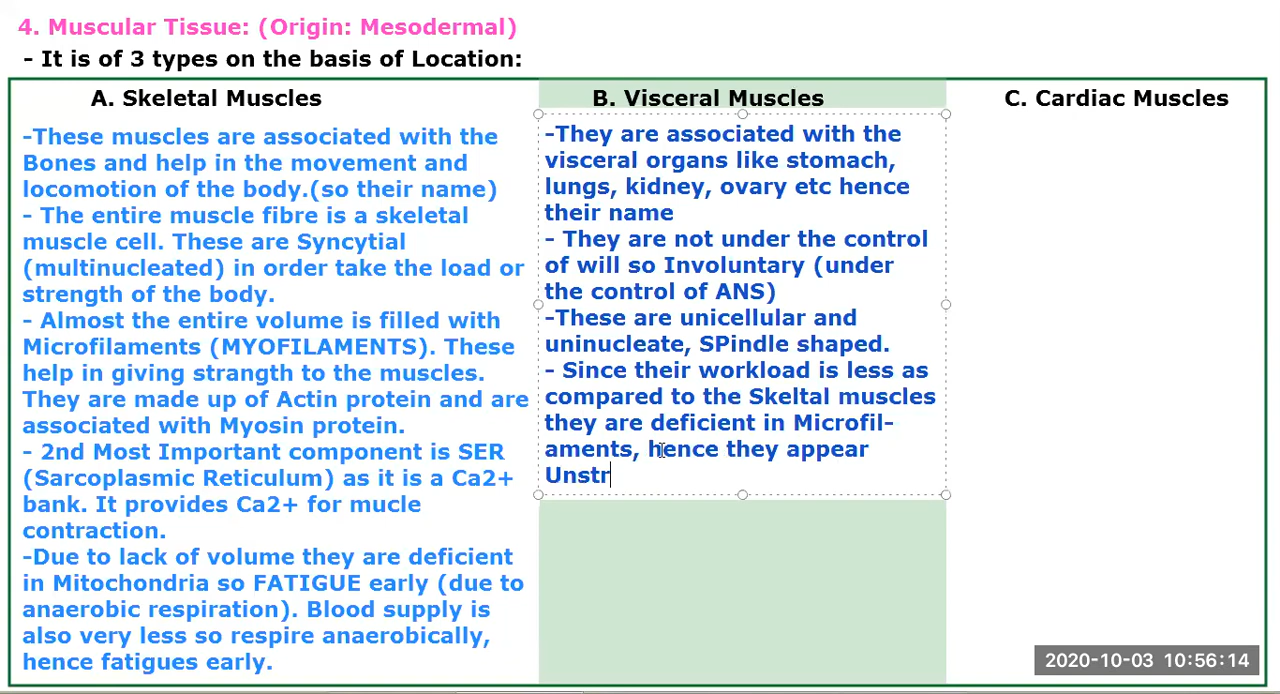 4. Muscular Tissue: (Origin: Mesodermal)
- It is of 3 types on the basis of Location:
A. Skeletal Muscles
-These muscles are associated with the
Bones and help in the movement and
locomotion of the body.(so their name)
- The entire muscle fibre is a skeletal
muscle cell. These are Syncytial
(multinucleated) in order take the load or
strength of the body.
- Almost the entire volume is filled with
Microfilaments (MYOFILAMENTS). These
help in giving strangth to the muscles.
They are made up of Actin protein and are
associated with Myosin protein.
- 2nd Most Important component is SER
(Sarcoplasmic Reticulum) as it is a Ca2+
bank. It provides Ca2+ for mucle
contraction.
-Due to lack of volume they are deficient
in Mitochondria so FATIGUE early (due to
anaerobic respiration). Blood supply is
also very less so respire anaerobically,
hence fatigues early.
B. Visceral Muscles
-They are associated with the
visceral organs like stomach,
lungs, kidney, ovary etc hence
their name
- They are not under the control
of will so Involuntary (under
the control of ANS)
-These are unicellular and
uninucleate, SPindle shaped.
- Since their workload is less as
compared to the Skeltal muscles
they are deficient in Microfil-
aments, hence they appear
Unstr
C. Cardiac Muscles
2020-10-03 10:56:14